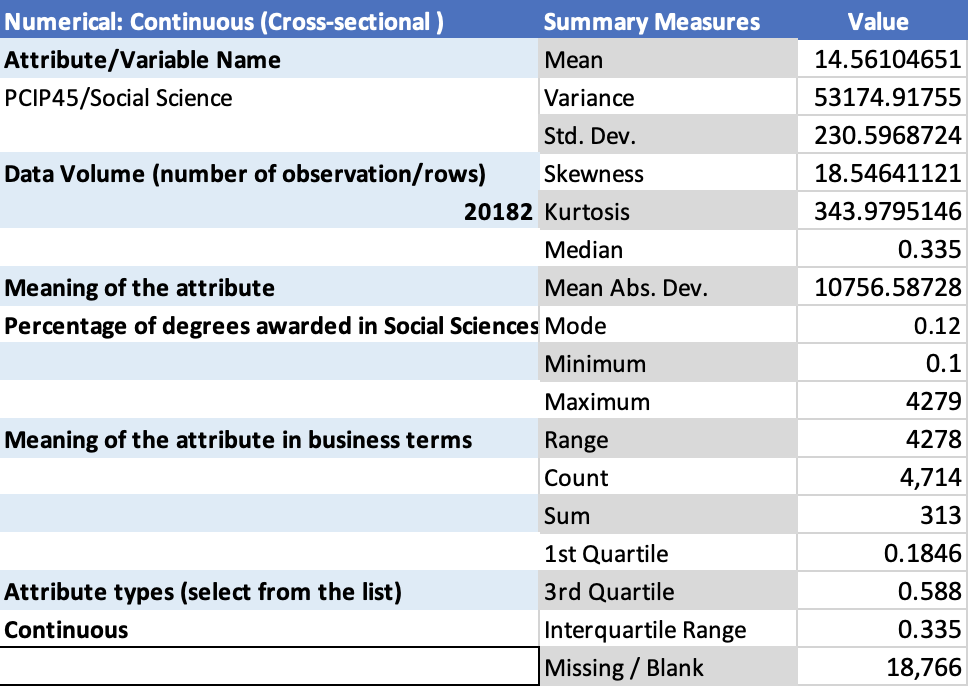 Numerical: Continuous (Cross-sectional ) Summary Measures Value
Attribute/Variable Name Mean 14.56104651
PCIP45/Social Science Variance 53174.91755
Std. Dev. 230.5968724
Data Volume (number of observation/rows) Skewness 18.54641121
20182 Kurtosis 343.9795146
Median 0.335
Meaning of the attribute Mean Abs. Dev. 10756.58728
Percentage of degrees awarded in Social Sciences Mode 0.12
Minimum 0.1
Maximum 4279
Meaning of the attribute in business terms Range 4278
Count 4,714
Sum 313
1st Quartile 0.1846
Attribute types (select from the list) 3rd Quartile 0.588
Continuous Interquartile Range 0.335
Missing / Blank 18,766